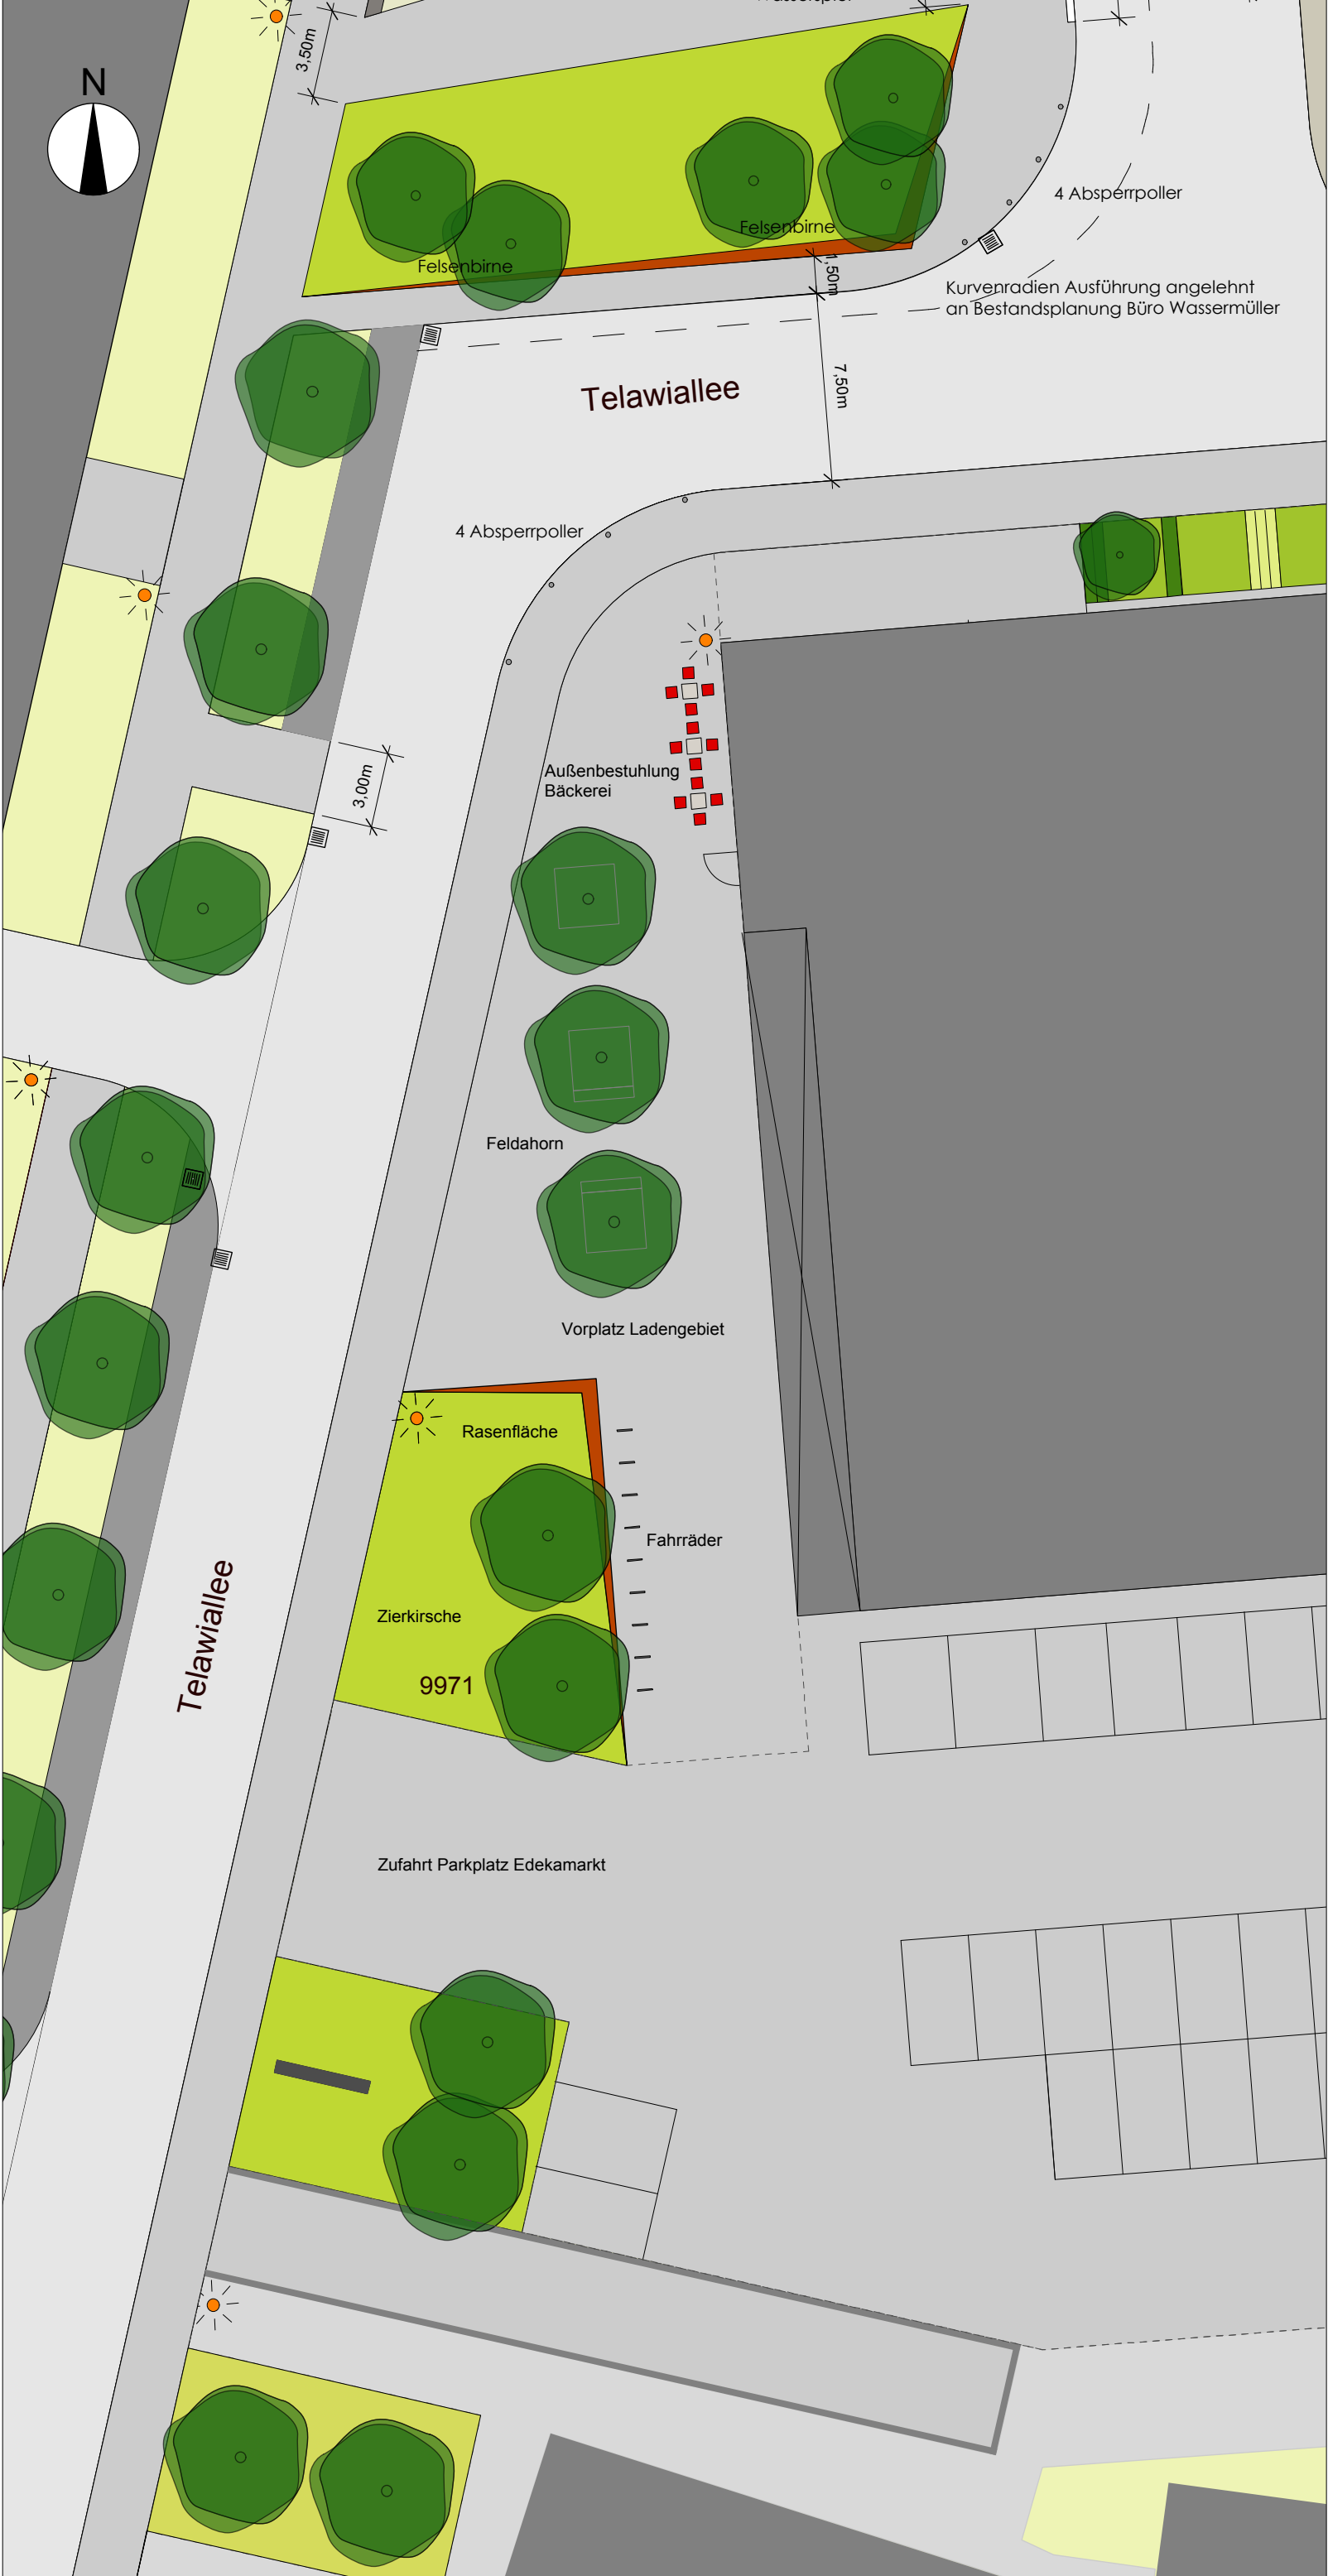 N
3,50m
4 Absperrpoller
Felsenbirne
Felsenbirne
1,50m
Kurvenradien Ausführung angelehnt
an Bestandsplanung Büro Wassermüller
Telawiallee
7,50m
4 Absperrpoller
3,00m
Außenbestuhlung
Bäckerei
Feldahorn
Vorplatz Ladengebiet
Rasenfläche
Fahrräder
Zierkirsche
Telawiallee
9971
Zufahrt Parkplatz Edekamarkt